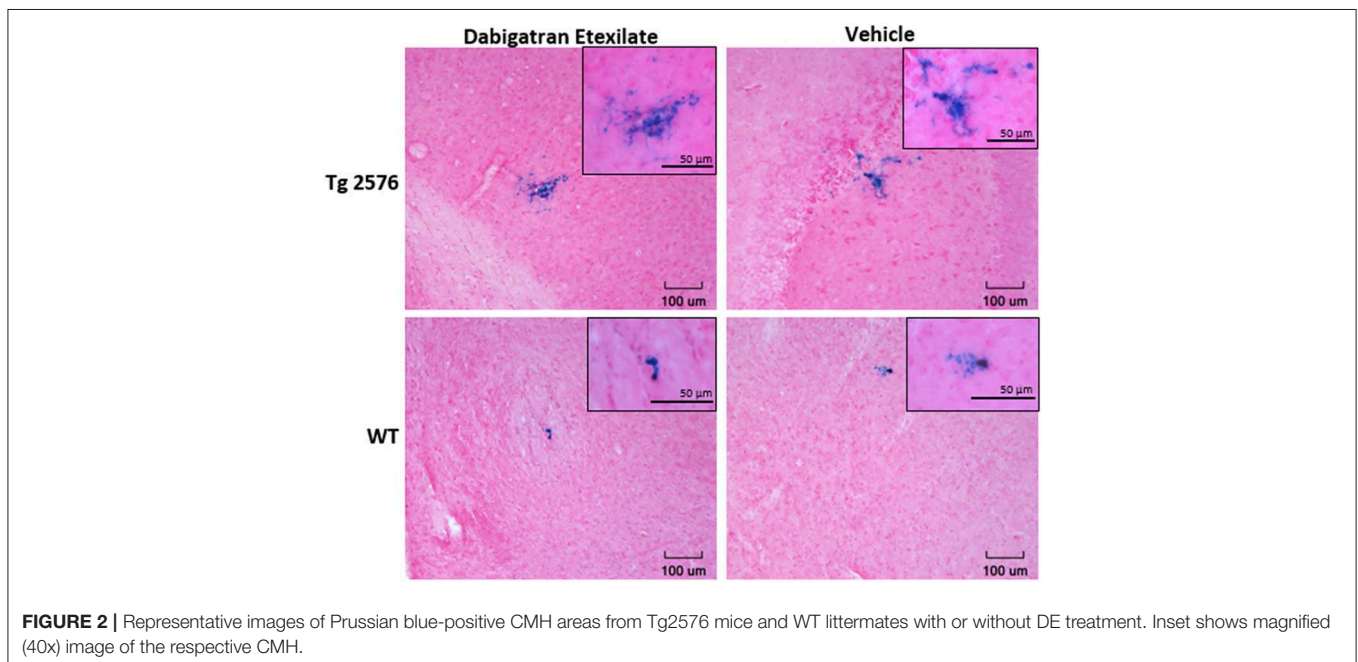 Dabigatran Etexilate
Vehicle
Tg 2576
50 µm
100 um
50 µm
100 um
WT
50 µm
100 um
50 µm
100 um
FIGURE 2 | Representative images of Prussian blue-positive CMH areas from Tg2576 mice and WT littermates with or without DE treatment. Inset shows magnified
(40x) image of the respective CMH.